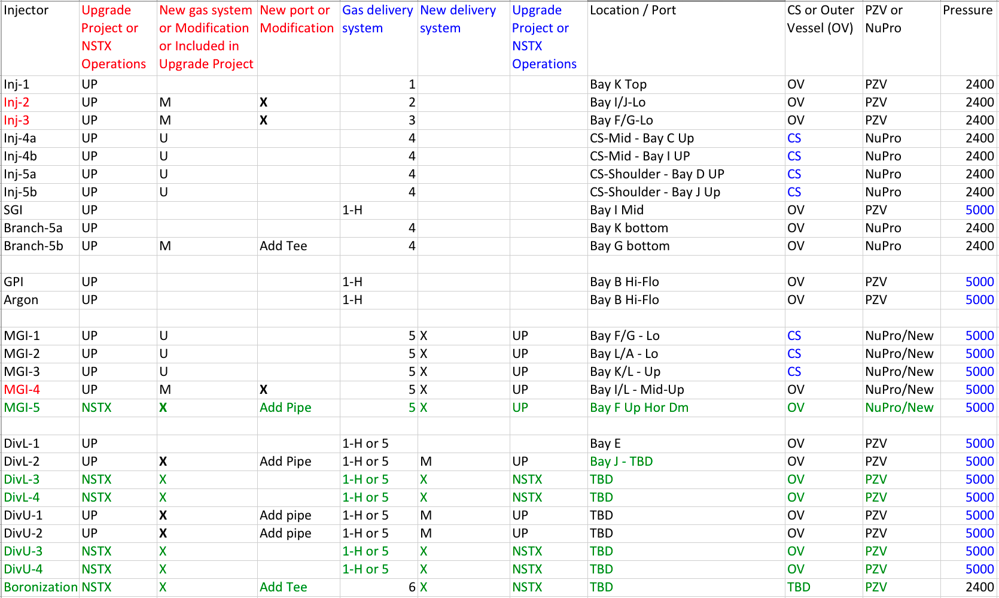 Injector Upgrade Project or NSTX Operations New gas system or Modification or Included in Upgrade Project New port or Modification Gas delivery system New delivery system Upgrade Project or NSTX Operations Location / Port CS or Outer Vessel (OV) PZV or NuPro Pressure
Inj-1 UP 1 Bay K Top OV PZV 2400
Inj-2 UP M X 2 Bay I/J-Lo OV PZV 2400
Inj-3 UP M X 3 Bay F/G-Lo OV PZV 2400
Inj-4a UP U 4 CS-Mid - Bay C Up CS NuPro 2400
Inj-4b UP U 4 CS-Mid - Bay I UP CS NuPro 2400
Inj-5a UP U 4 CS-Shoulder - Bay D UP CS NuPro 2400
Inj-5b UP U 4 CS-Shoulder - Bay J Up CS NuPro 2400
SGI UP 1-H Bay I Mid OV PZV 5000
Branch-5a UP 4 Bay K bottom OV NuPro 2400
Branch-5b UP M Add Tee 4 Bay G bottom OV NuPro 2400
GPI UP 1-H Bay B Hi-Flo OV PZV 5000
Argon UP 1-H Bay B Hi-Flo OV PZV 5000
MGI-1 UP U 5 X UP Bay F/G - Lo CS NuPro/New 5000
MGI-2 UP U 5 X UP Bay L/A - Lo CS NuPro/New 5000
MGI-3 UP U 5 X UP Bay K/L - Up CS NuPro/New 5000
MGI-4 UP M X 5 X UP Bay I/L - Mid-Up OV NuPro/New 5000
MGI-5 NSTX X Add Pipe 5 X UP Bay F Up Hor Dm OV NuPro/New 5000
DivL-1 UP 1-H or 5 Bay E OV PZV 5000
DivL-2 UP X Add Pipe 1-H or 5 M UP Bay J - TBD OV PZV 5000
DivL-3 NSTX X 1-H or 5 X NSTX TBD OV PZV 5000
DivL-4 NSTX X 1-H or 5 X NSTX TBD OV PZV 5000
DivU-1 UP X Add pipe 1-H or 5 M UP TBD OV PZV 5000
DivU-2 UP X Add pipe 1-H or 5 M UP TBD OV PZV 5000
DivU-3 NSTX X 1-H or 5 X NSTX TBD OV PZV 5000
DivU-4 NSTX X 1-H or 5 X NSTX TBD OV PZV 5000
Boronization NSTX X Add Tee 6 X NSTX TBD TBD PZV 2400